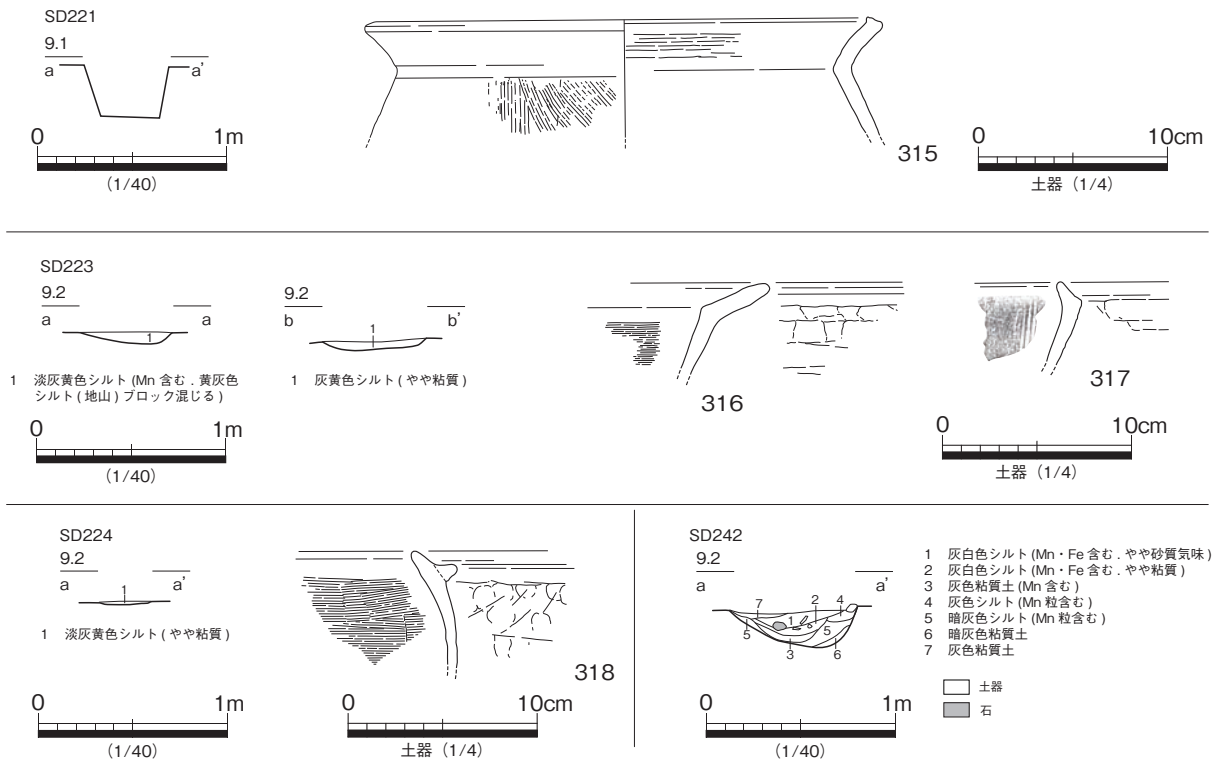 SD221
9.1
a a’
0 1m
(1/40)
315
0 10cm
土器（1/4）
SD223
9.2
a a
1
1 淡灰黄色シルト(Mn 含む．黄灰色
シルト(地山)ブロック混じる)
9.2
b b’
1
1 灰黄色シルト(やや粘質)
0 1m
(1/40)
316
317
0 10cm
土器（1/4）
SD224
9.2
a a’
1
1 淡灰黄色シルト(やや粘質)
0 1m
(1/40)
318
0 10cm
土器（1/4）
SD242
9.2
a a’
7 1 2 4
5 3 5 6
1 灰白色シルト(Mn・Fe 含む．やや砂質気味)
2 灰白色シルト(Mn・Fe 含む．やや粘質)
3 灰色粘質土(Mn 含む)
4 灰色シルト(Mn 粒含む)
5 暗灰色シルト(Mn 粒含む)
6 暗灰色粘質土
7 灰色粘質土
土器
石
0 1m
(1/40)